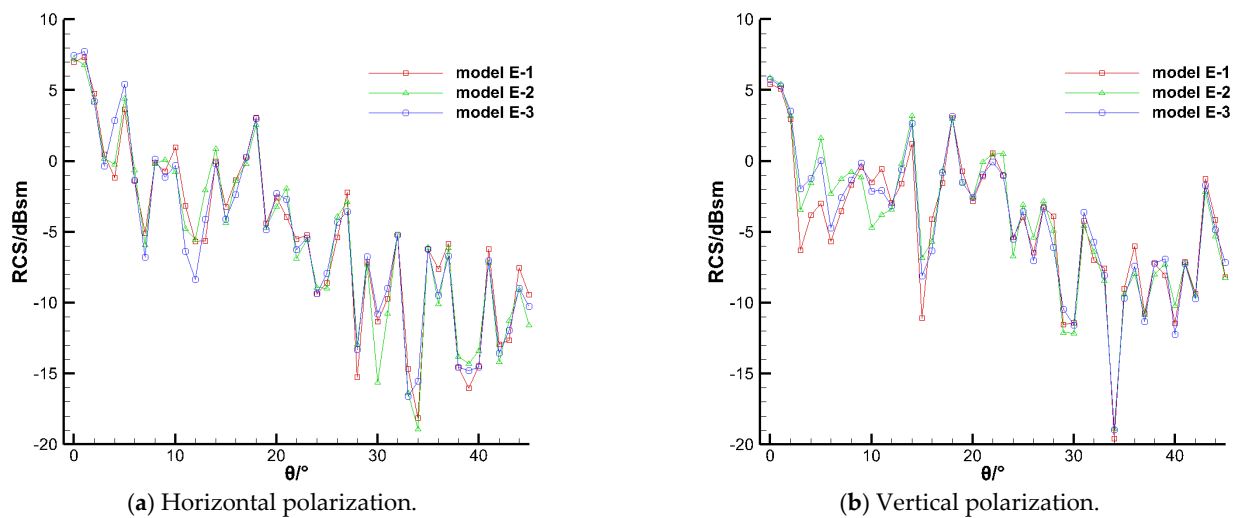 10
5
0
-5
-10
-15
-20
RCS/dBsm
0
10
20
30
40
θ/°
model E-1
model E-2
model E-3
(a) Horizontal polarization.
10
5
0
-5
-10
-15
-20
RCS/dBsm
0
10
20
30
40
θ/°
model E-1
model E-2
model E-3
(b) Vertical polarization.